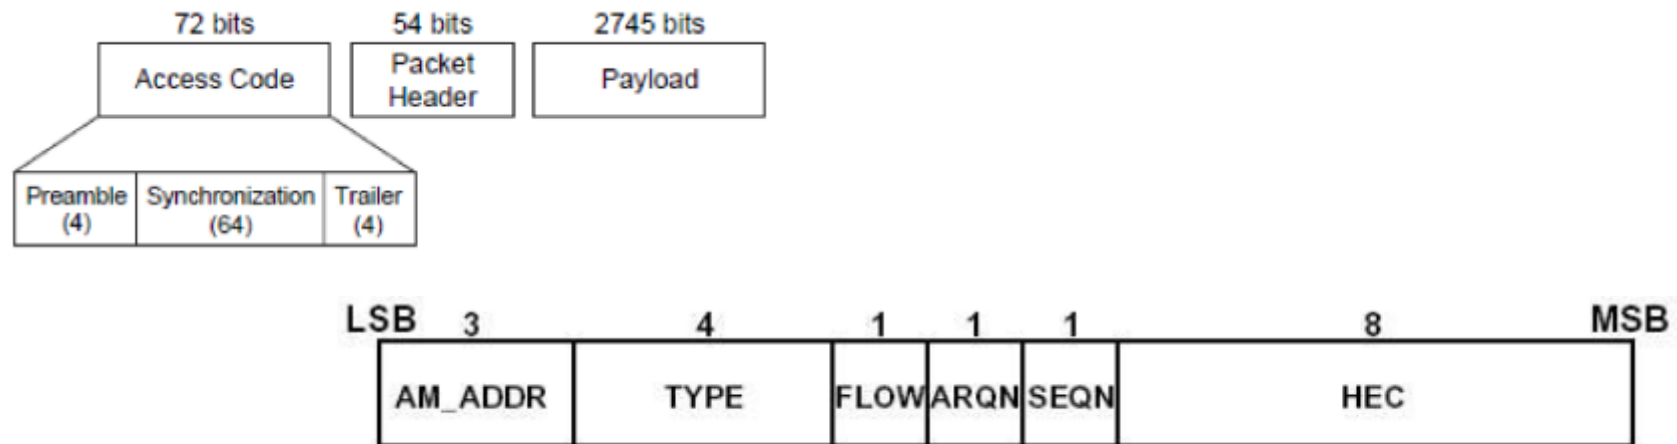 72 bits 54 bits 2745 bits
Access Code Packet Header Payload
Preamble (4) Synchronization (64) Trailer (4)
LSB 3 4 1 1 1 8 MSB
AM_ADDR TYPE FLOW ARQN SEQN HEC